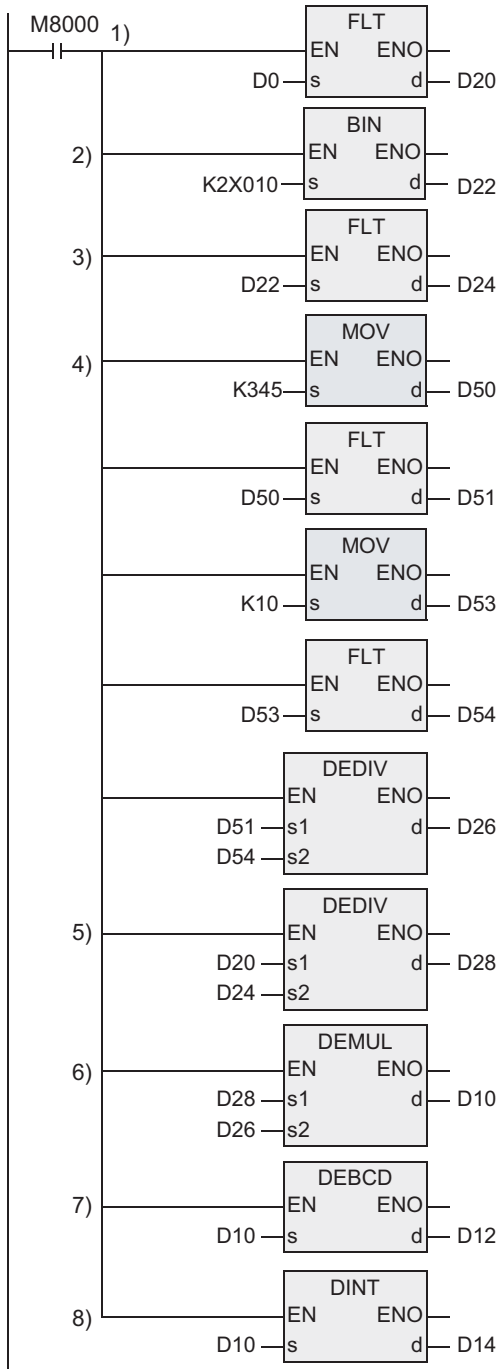 M8000 1)
FLT
EN ENO
D0 s d D20
BIN
2)
EN ENO
K2X010 s d D22
FLT
3)
EN ENO
D22 s d D24
MOV
4)
EN ENO
K345 s d D50
FLT
EN ENO
D50 s d D51
MOV
EN ENO
K10 s d D53
FLT
EN ENO
D53 s d D54
DEDIV
EN ENO
D51 s1 d D26
D54 s2
DEDIV
5)
EN ENO
D20 s1 d D28
D24 s2
DEMUL
6)
EN ENO
D28 s1 d D10
D26 s2
DEBCD
7)
EN ENO
D10 s d D12
DINT
8)
EN ENO
D10 s d D14